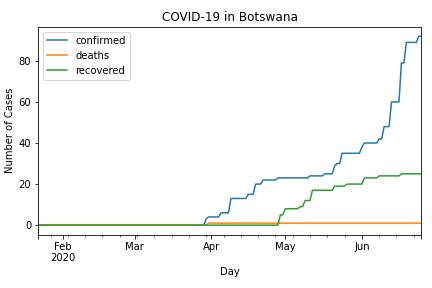 COVID-19 in Botswana
confirmed
deaths
recovered
Number of Cases
80
60
40
20
0
Feb Mar Apr May Jun
2020
Day